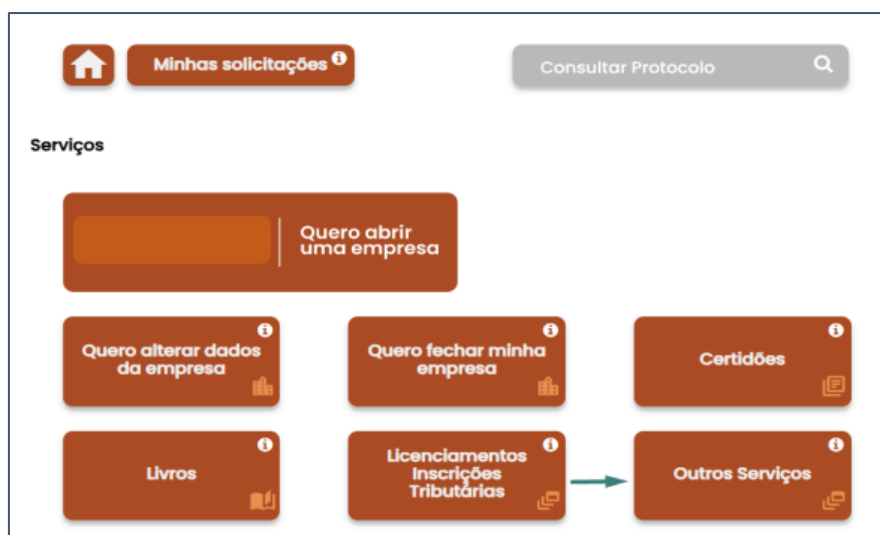 Minhas solicitações
Consultar Protocolo
Serviços
Quero abrir
uma empresa
Quero alterar dados
da empresa
Quero fechar minha
empresa
Certidões
Livros
Licenciamentos
Inscrições
Tributárias
Outros Serviços